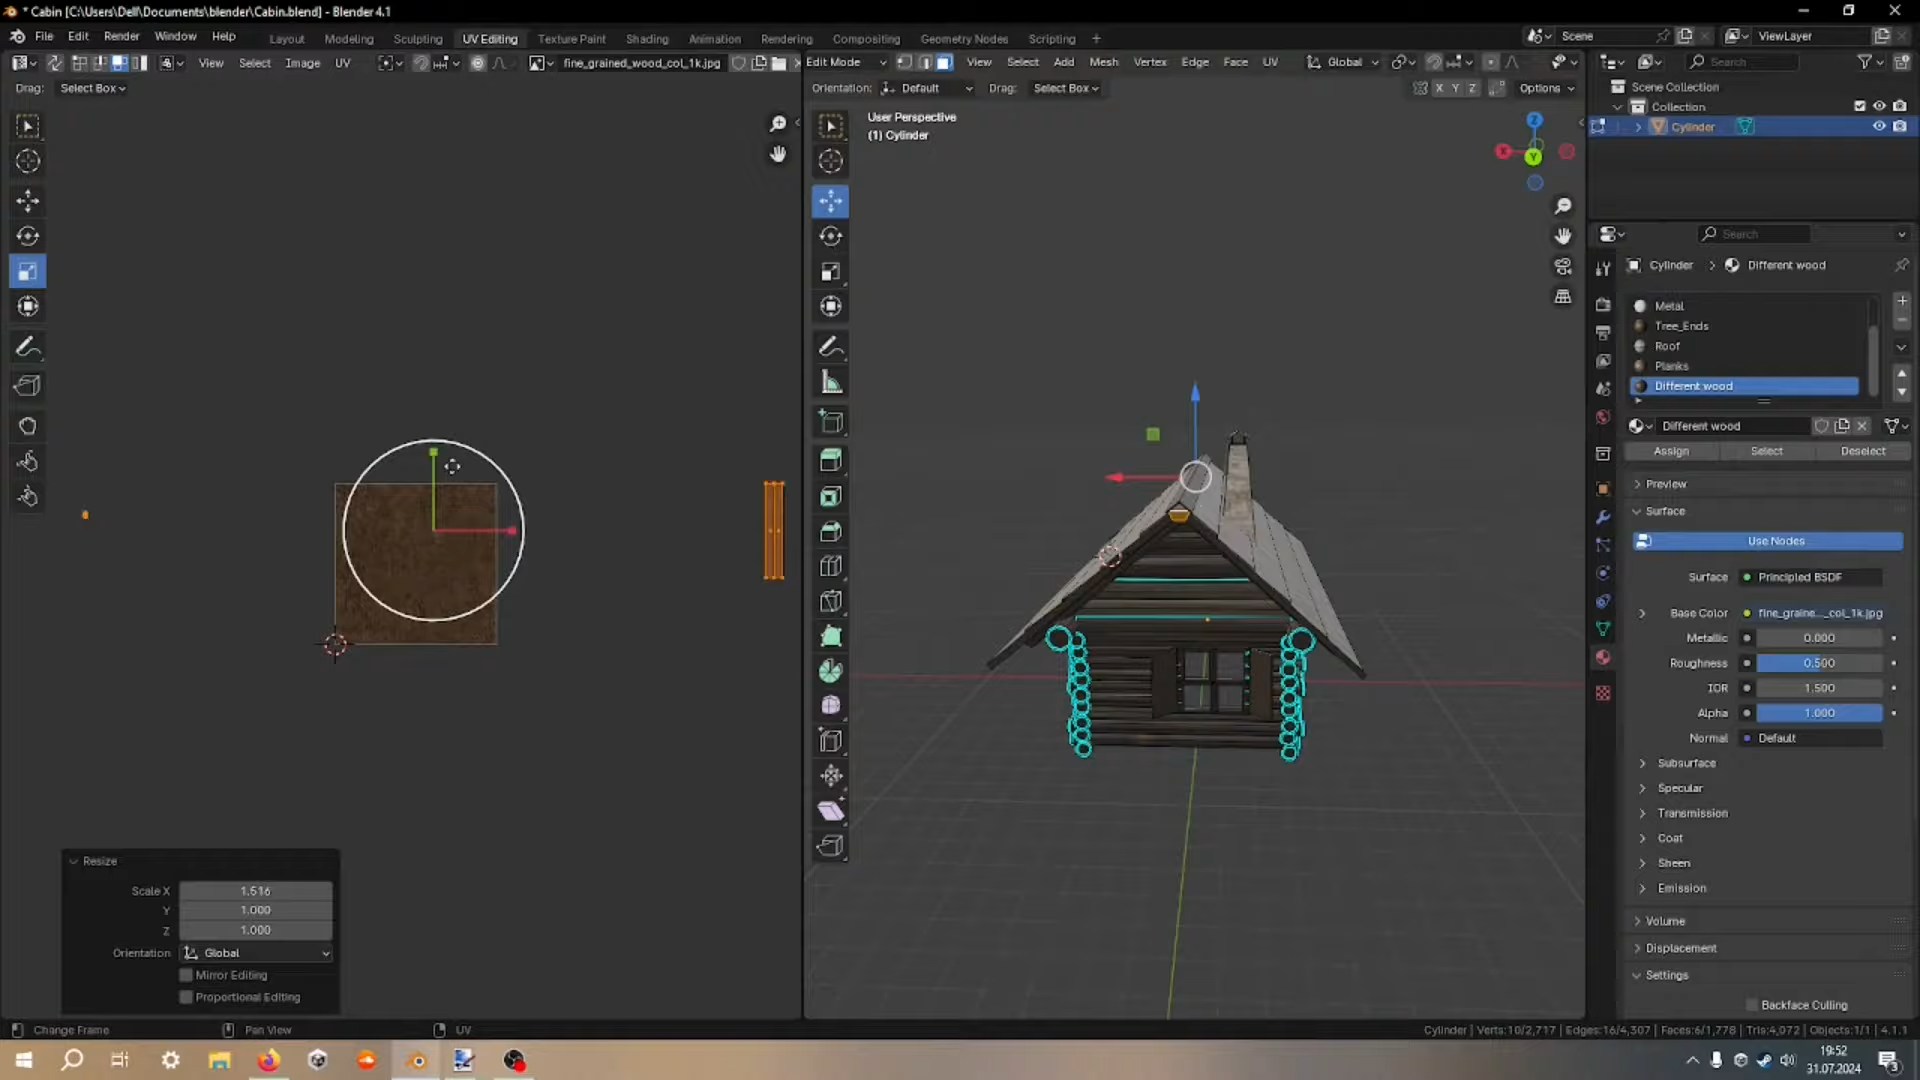 * Cabin [C:\Users\Dell\Documents\blender\Cabin.blend] - Blender 4.1
File Edit Render Window Help Layout Modeling Sculpting UV Editing Texture Paint Shading Animation Rendering Compositing Geometry Nodes Scripting + Scene ViewLayer
View Select Image UV fine_grained_wood_col_1k.jpg
Edit Mode View Select Add Mesh Vertex Edge Face UV Global
Search
Drag: Select Box
Orientation: Default Drag: Select Box X Y Z Options
Scene Collection
Collection
Cylinder
User Perspective
(1) Cylinder
Z
X
Y
Search
Cylinder > Different wood
Metal
Tree_Ends
Roof
Planks
Different wood
Different wood
Assign Select Deselect
Preview
Surface
Use Nodes
Surface Principled BSDF
Base Color fine_graine..._col_1k.jpg
Metallic 0.000
Roughness 0.500
IOR 1.500
Alpha 1.000
Normal Default
Subsurface
Specular
Transmission
Coat
Sheen
Emission
Volume
Displacement
Settings
Backface Culling
Resize
Scale X 1.516
Y 1.000
Z 1.000
Orientation Global
Mirror Editing
Proportional Editing
Change Frame Pan View UV
Cylinder | Verts:10/2,717 | Edges:16/4,307 | Faces:6/1,778 | Tris:4,072 | Objects:1/1 | 4.1.1
19:52
31.07.2024
3